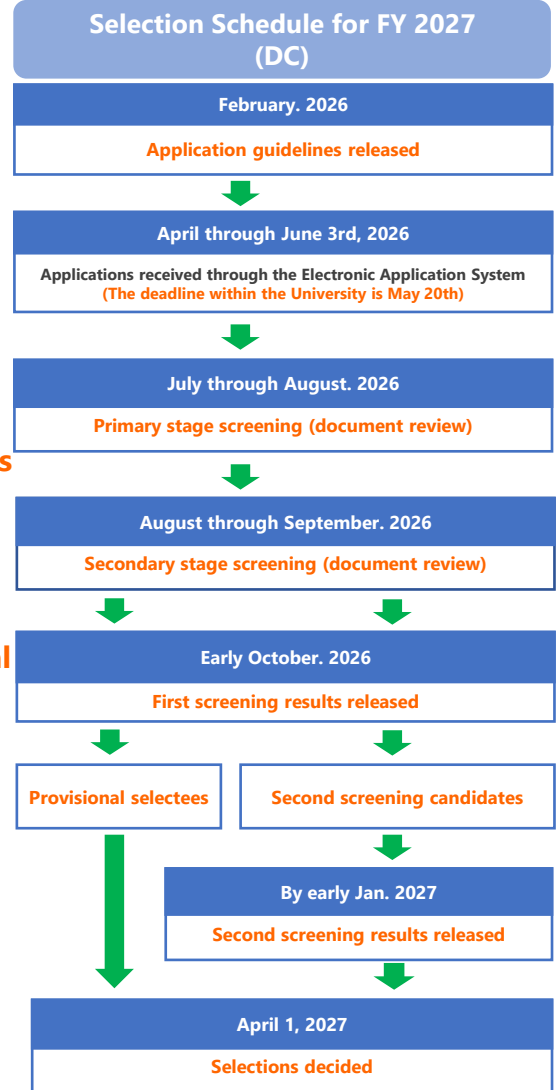 Selection Schedule for FY 2027
(DC)
February. 2026
Application guidelines released
April through June 3rd, 2026
Applications received through the Electronic Application System
(The deadline within the University is May 20th)
July through August. 2026
Primary stage screening (document review)
s
August through September. 2026
Secondary stage screening (document review)
al
Early October. 2026
First screening results released
Provisional selectees
Second screening candidates
By early Jan. 2027
Second screening results released
April 1, 2027
Selections decided